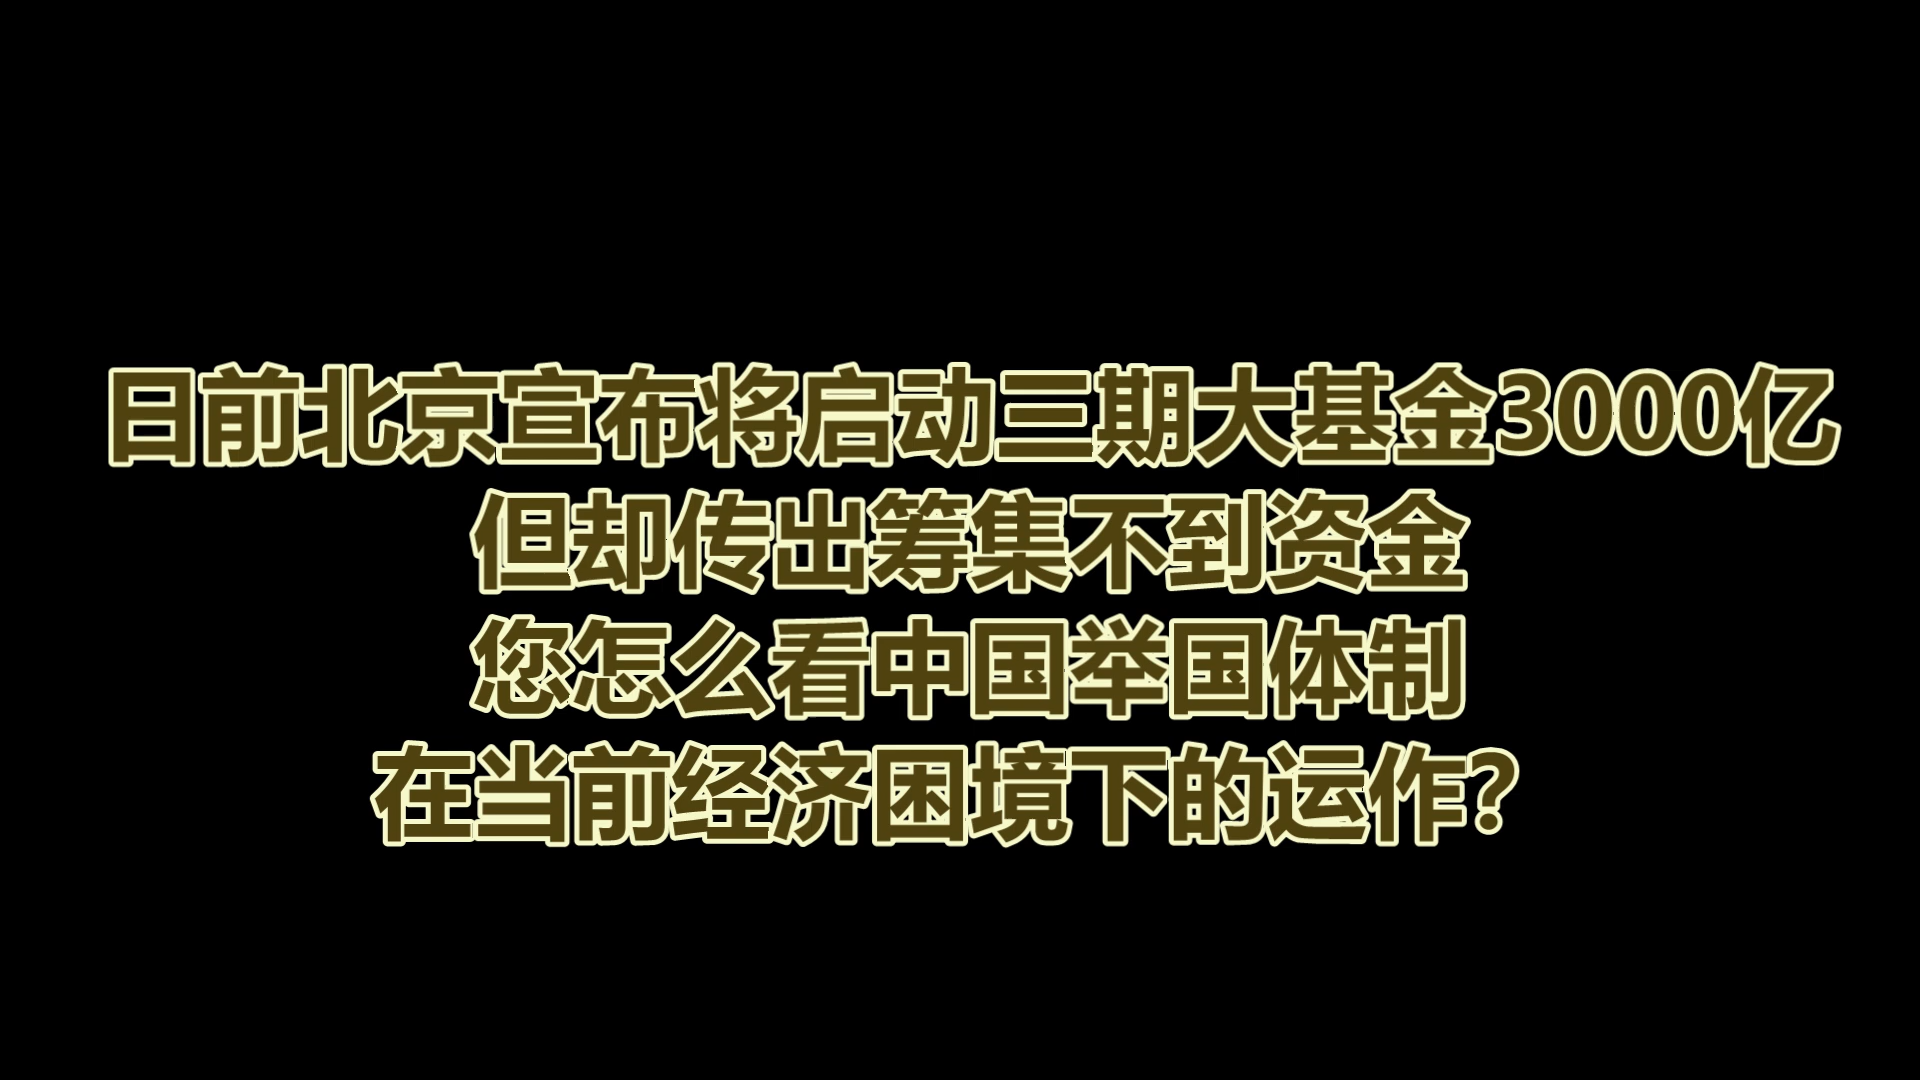 日前北京宣布将启动三期大基金3000亿
但却传出筹集不到资金
您怎么看中国举国体制
在当前经济困境下的运作？